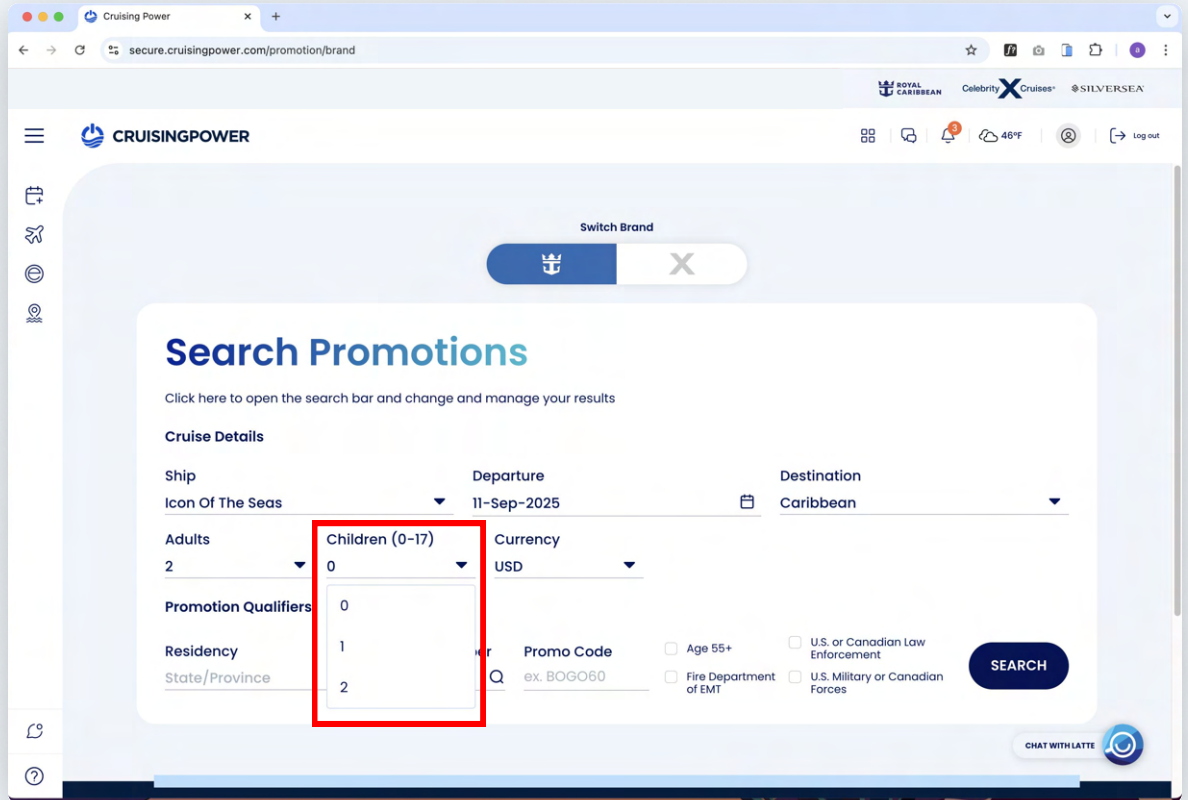 Cruising Power
secure.cruisingpower.com/promotion/brand
a
ROYAL
CARIBBEAN
Celebrity X Cruises®
SILVERSEA
CRUISINGPOWER
3
46°F
Log out
Switch Brand
X
Search Promotions
Click here to open the search bar and change and manage your results
Cruise Details
Ship
Departure
Destination
Icon Of The Seas
11-Sep-2025
Caribbean
Adults
Children (0-17)
Currency
2
0
USD
Promotion Qualifiers
0
1
2
Residency
Promo Code
State/Province
ex. BOGO60
Age 55+
Fire Department
of EMT
U.S. or Canadian Law
Enforcement
U.S. Military or Canadian
Forces
SEARCH
CHAT WITH LATTE